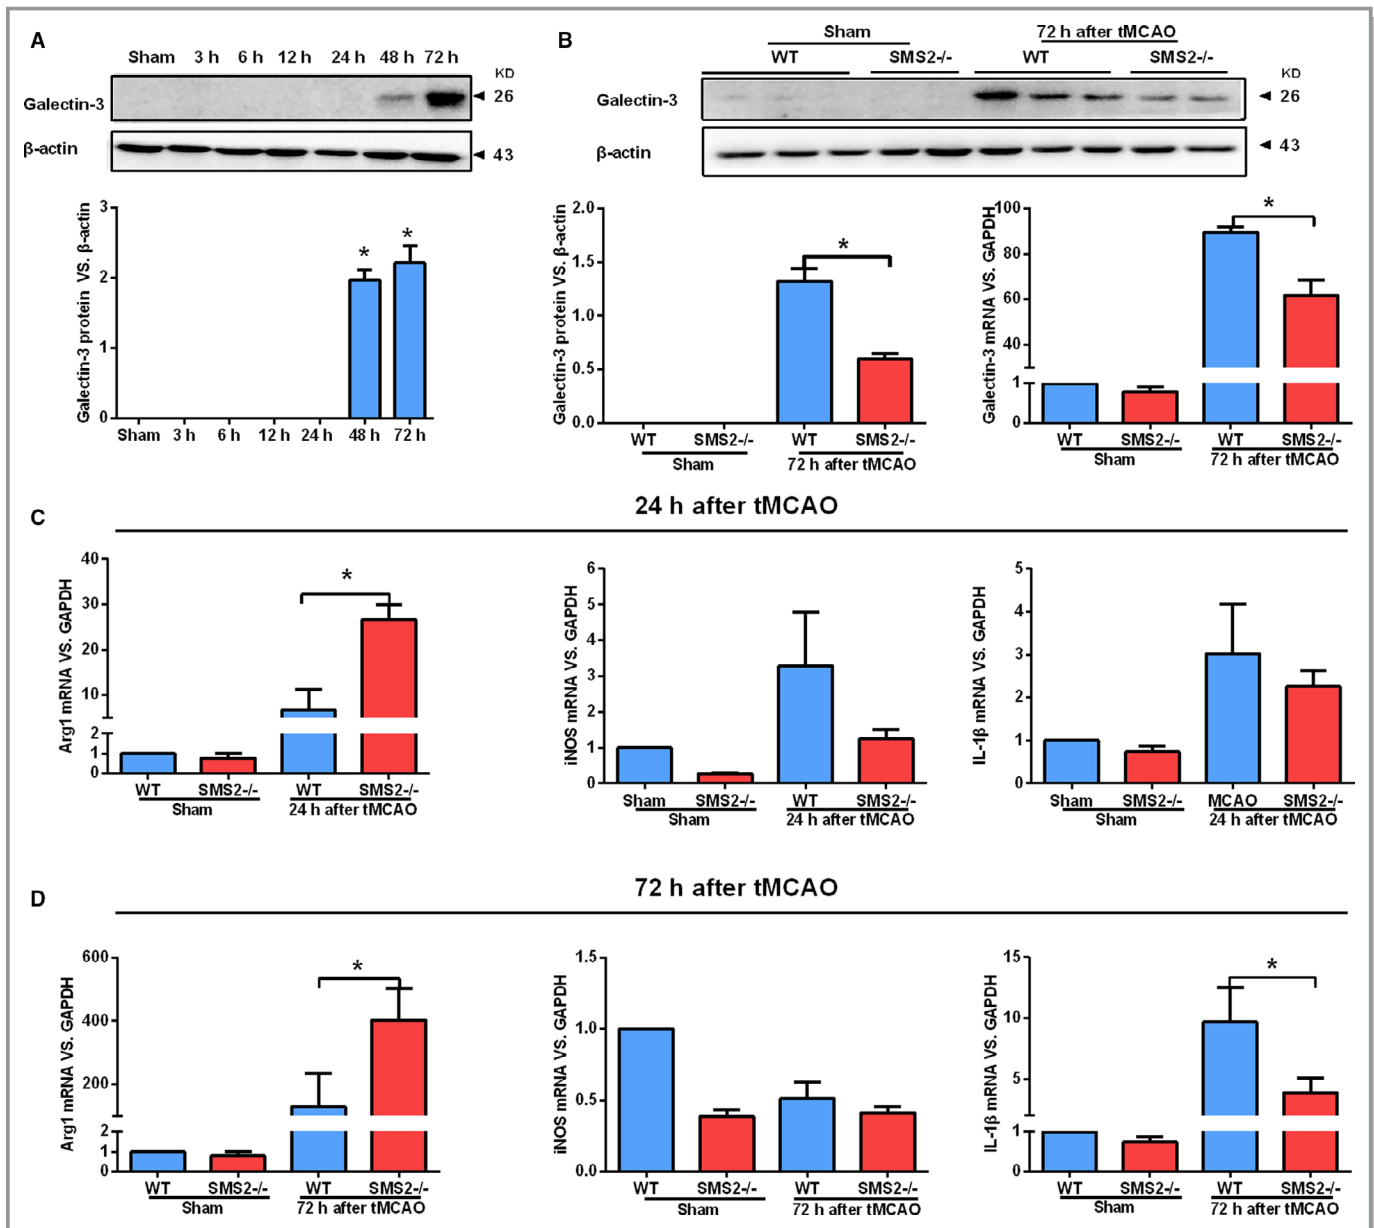 A
Sham 3 h 6 h 12 h 24 h 48 h 72 h
KD
Galectin-3
26
β-actin
43
Galectin-3 protein VS. β-actin
3
2
1
0
* *
Sham 3 h 6 h 12 h 24 h 48 h 72 h
B
Sham 72 h after tMCAO
WT SMS2-/- WT SMS2-/-
KD
Galectin-3
26
β-actin
43
Galectin-3 protein VS. β-actin
2.0
1.5
1.0
0.5
0.0
*
WT SMS2-/- WT SMS2-/-
Sham 72 h after tMCAO
Galectin-3 mRNA VS. GAPDH
100
80
60
40
1
0
*
WT SMS2-/- WT SMS2-/-
Sham 72 h after tMCAO
C
24 h after tMCAO
Arg1 mRNA VS. GAPDH
40
30
20
10
2
1
0
*
WT SMS2-/- WT SMS2-/-
Sham 24 h after tMCAO
iNOS mRNA VS. GAPDH
6
5
4
3
2
1
0
Sham SMS2-/- WT SMS2-/-
Sham 24 h after tMCAO
IL-1β mRNA VS. GAPDH
5
4
3
2
1
0
Sham SMS2-/- MCAO SMS2-/-
Sham 24 h after tMCAO
D
72 h after tMCAO
Arg1 mRNA VS. GAPDH
600
400
200
2
1
0
*
WT SMS2-/- WT SMS2-/-
Sham 72 h after tMCAO
iNOS mRNA VS. GAPDH
1.5
1.0
0.5
0.0
WT SMS2-/- WT SMS2-/-
Sham 72 h after tMCAO
IL-1β mRNA VS. GAPDH
15
10
5
1
0
*
WT SMS2-/- WT SMS2-/-
Sham 72 h after tMCAO